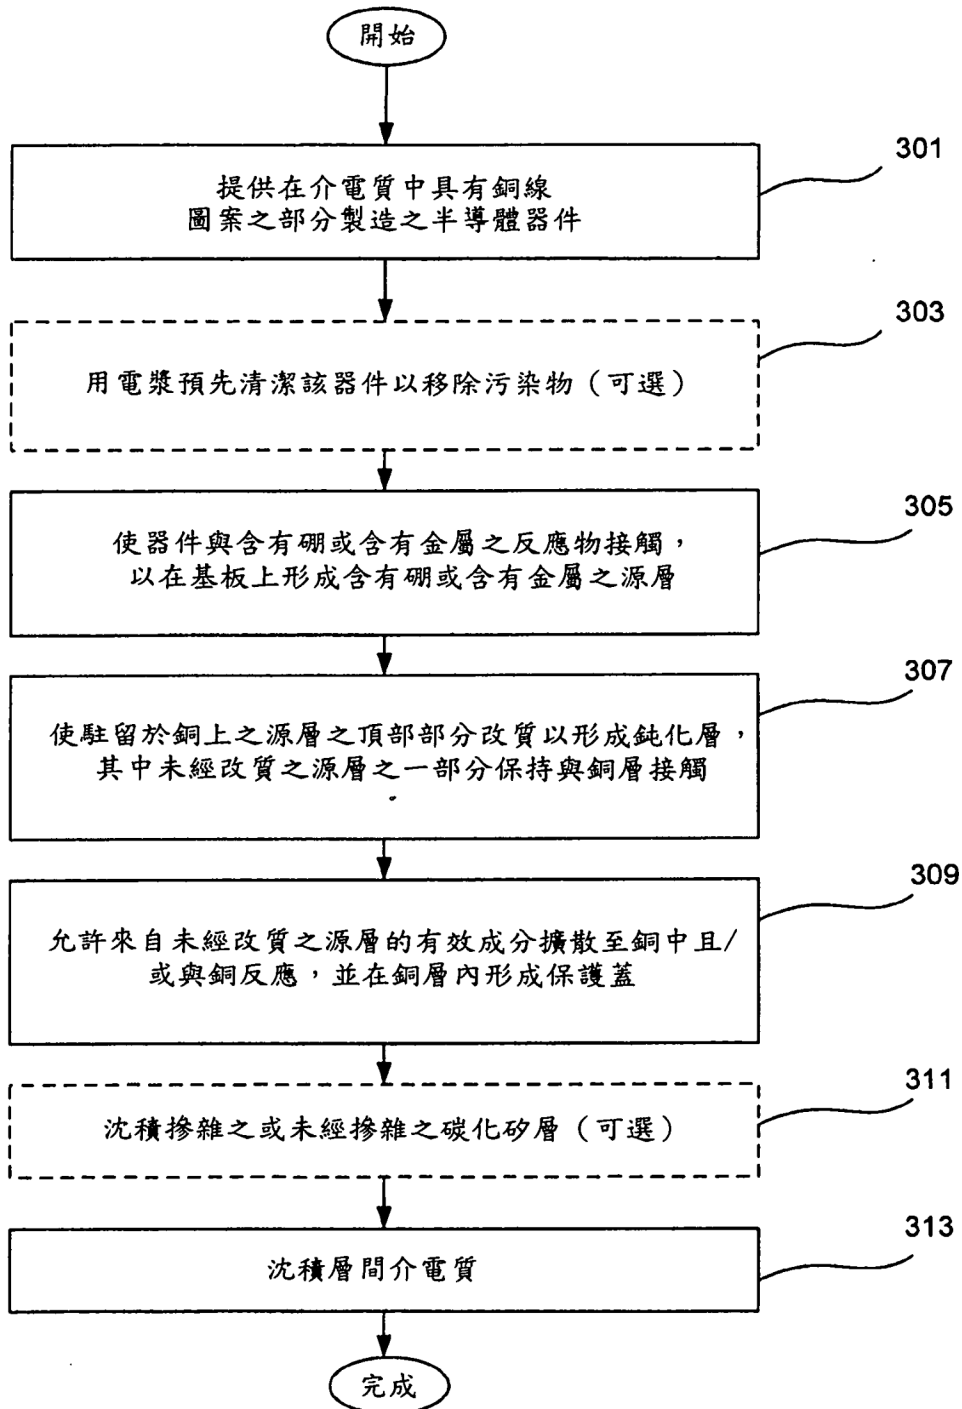 開始
301
提供在介電質中具有銅線
圖案之部分製造之半導體器件
303
用電漿預先清潔該器件以移除污染物（可選）
305
使器件與含有硼或含有金屬之反應物接觸，
以在基板上形成含有硼或含有金屬之源層
307
使駐留於銅上之源層之頂部部分改質以形成鈍化層，
其中未經改質之源層之一部分保持與銅層接觸
309
允許來自未經改質之源層的有效成分擴散至銅中且/
或與銅反應，並在銅層內形成保護蓋
311
沈積摻雜之或未經摻雜之碳化矽層（可選）
313
沈積層間介電質
完成